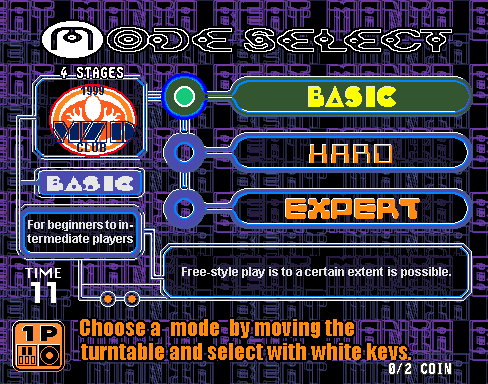 MODE SELECT
4 STAGES
1999
MZD
CLUB
BASIC
HARD
EXPERT
BASIC
For beginners to in-
termediate players
Free-style play is to a certain extent is possible.
TIME
11
1P
Choose a mode by moving the
turntable and select with white keys.
0/2 COIN